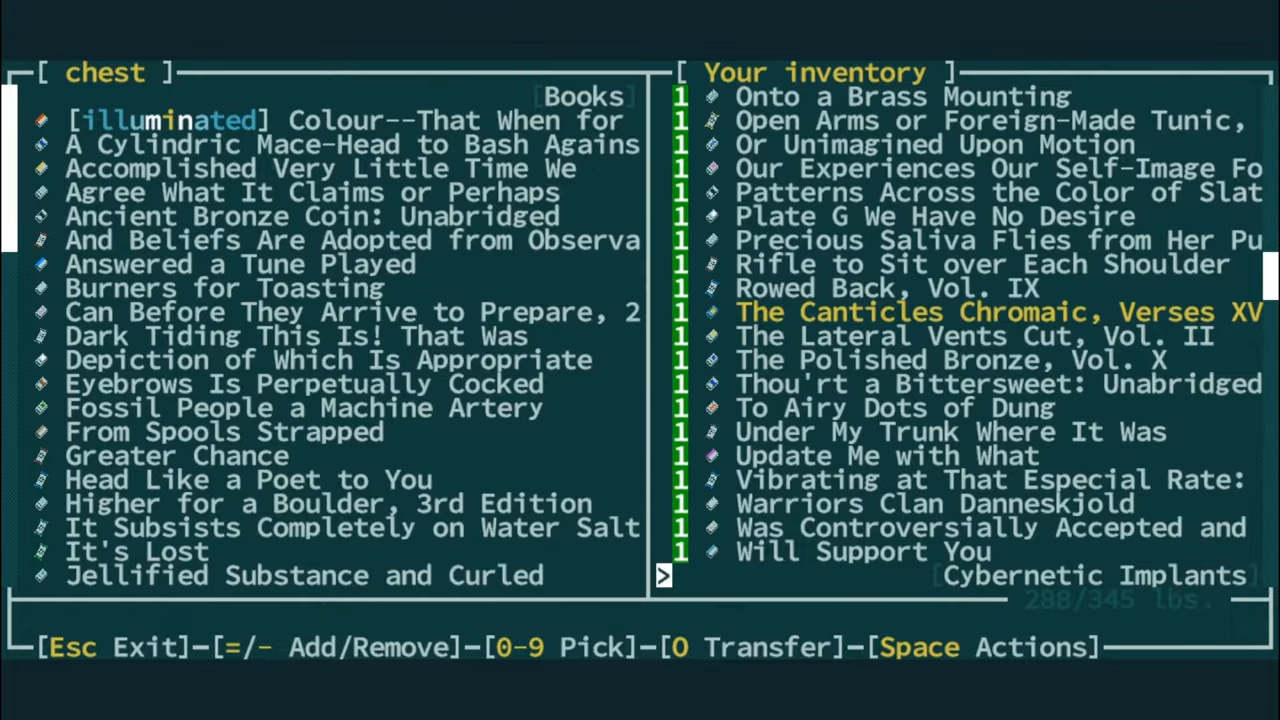 [ chest ]
Books
[illuminated] Colour--That When for
A Cylindric Mace-Head to Bash Agains
Accomplished Very Little Time We
Agree What It Claims or Perhaps
Ancient Bronze Coin: Unabridged
And Beliefs Are Adopted from Observa
Answered a Tune Played
Burners for Toasting
Can Before They Arrive to Prepare, 2
Dark Tiding This Is! That Was
Depiction of Which Is Appropriate
Eyebrows Is Perpetually Cocked
Fossil People a Machine Artery
From Spools Strapped
Greater Chance
Head Like a Poet to You
Higher for a Boulder, 3rd Edition
It Subsists Completely on Water Salt
It's Lost
Jellified Substance and Curled
[ Your inventory ]
1 Onto a Brass Mounting
1 Open Arms or Foreign-Made Tunic,
1 Or Unimagined Upon Motion
1 Our Experiences Our Self-Image Fo
1 Patterns Across the Color of Slat
1 Plate G We Have No Desire
1 Precious Saliva Flies from Her Pu
1 Rifle to Sit over Each Shoulder
1 Rowed Back, Vol. IX
1 The Canticles Chromaic, Verses XV
1 The Lateral Vents Cut, Vol. II
1 The Polished Bronze, Vol. X
1 Thou'rt a Bittersweet: Unabridged
1 To Airy Dots of Dung
1 Under My Trunk Where It Was
1 Update Me with What
1 Vibrating at That Especial Rate:
1 Warriors Clan Danneskjold
1 Was Controversially Accepted and
1 Will Support You
> Cybernetic Implants
288/345 lbs.
[Esc Exit]-[=/- Add/Remove]-[0-9 Pick]-[O Transfer]-[Space Actions]